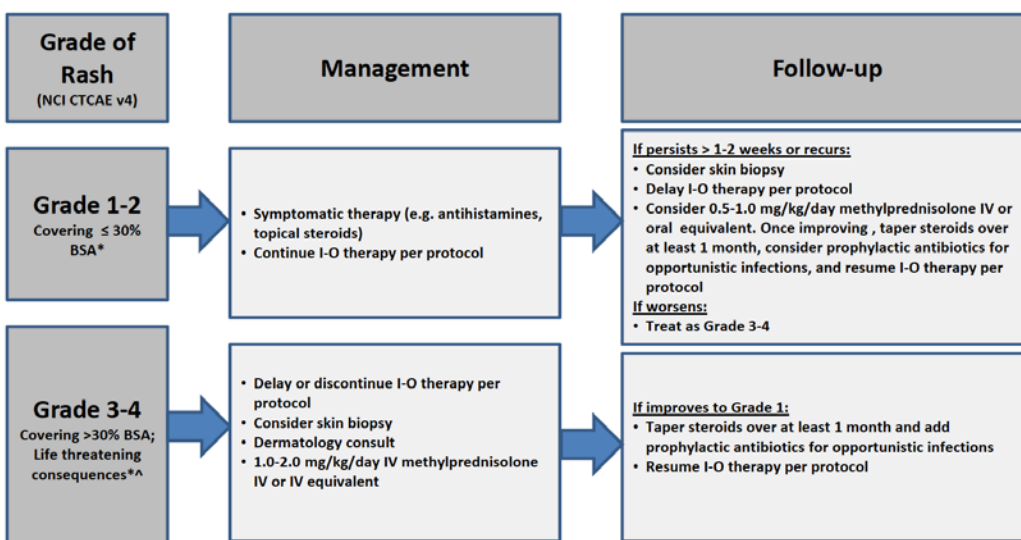 Grade of
Rash
(NCI CTCAE v4)
Management
Follow-up
Grade 1-2
Covering ≤ 30%
BSA*
• Symptomatic therapy (e.g. antihistamines,
topical steroids)
• Continue I-O therapy per protocol
If persists > 1-2 weeks or recurs:
• Consider skin biopsy
• Delay I-O therapy per protocol
• Consider 0.5-1.0 mg/kg/day methylprednisolone IV or
oral equivalent. Once improving , taper steroids over
at least 1 month, consider prophylactic antibiotics for
opportunistic infections, and resume I-O therapy per
protocol
If worsens:
• Treat as Grade 3-4
Grade 3-4
Covering >30% BSA;
Life threatening
consequences*^
• Delay or discontinue I-O therapy per
protocol
• Consider skin biopsy
• Dermatology consult
• 1.0-2.0 mg/kg/day IV methylprednisolone
IV or IV equivalent
If improves to Grade 1:
• Taper steroids over at least 1 month and add
prophylactic antibiotics for opportunistic infections
• Resume I-O therapy per protocol